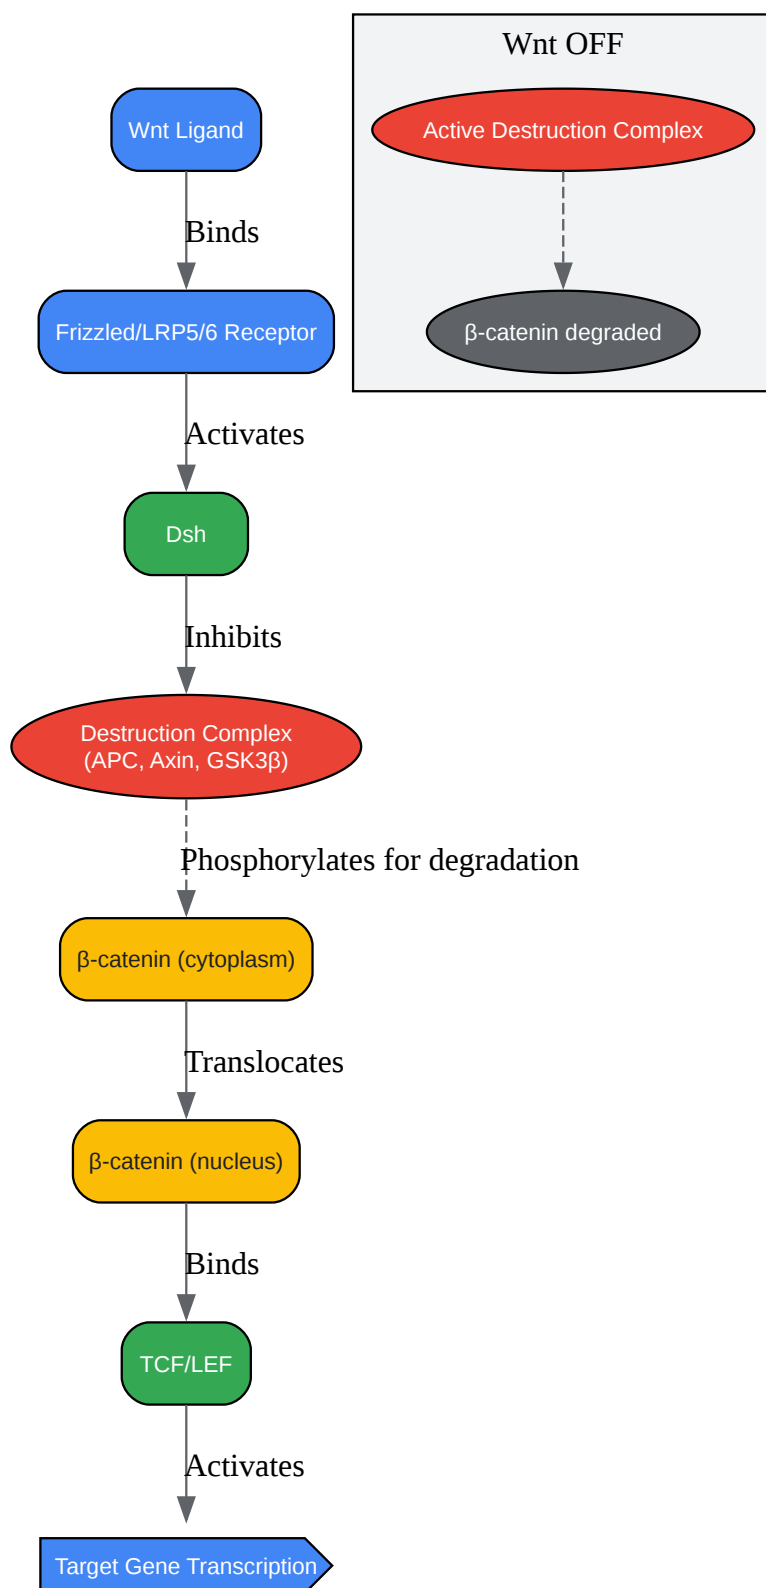 Wnt OFF
Wnt Ligand
Active Destruction Complex
Binds
Frizzled/LRP5/6 Receptor
β-catenin degraded
Activates
Dsh
Inhibits
Destruction Complex
(APC, Axin, GSK3β)
Phosphorylates for degradation
β-catenin (cytoplasm)
Translocates
β-catenin (nucleus)
Binds
TCF/LEF
Activates
Target Gene Transcription